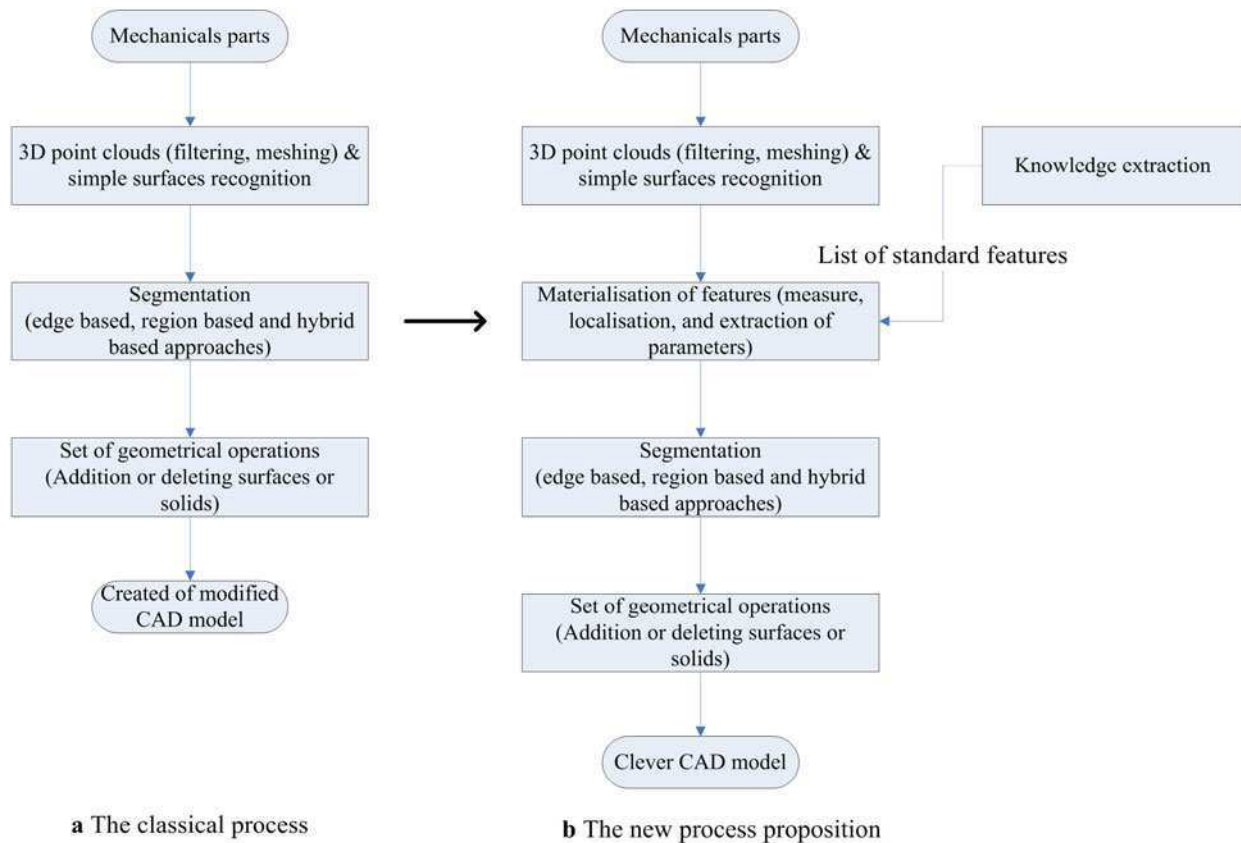 Mechanicals parts
3D point clouds (filtering, meshing) &
simple surfaces recognition
Segmentation
(edge based, region based and hybrid
based approaches)
Set of geometrical operations
(Addition or deleting surfaces or
solids)
Created of modified
CAD model
a The classical process
Mechanicals parts
3D point clouds (filtering, meshing) &
simple surfaces recognition
Knowledge extraction
List of standard features
Materialisation of features (measure,
localisation, and extraction of
parameters)
Segmentation
(edge based, region based and hybrid
based approaches)
Set of geometrical operations
(Addition or deleting surfaces or
solids)
Clever CAD model
b The new process proposition